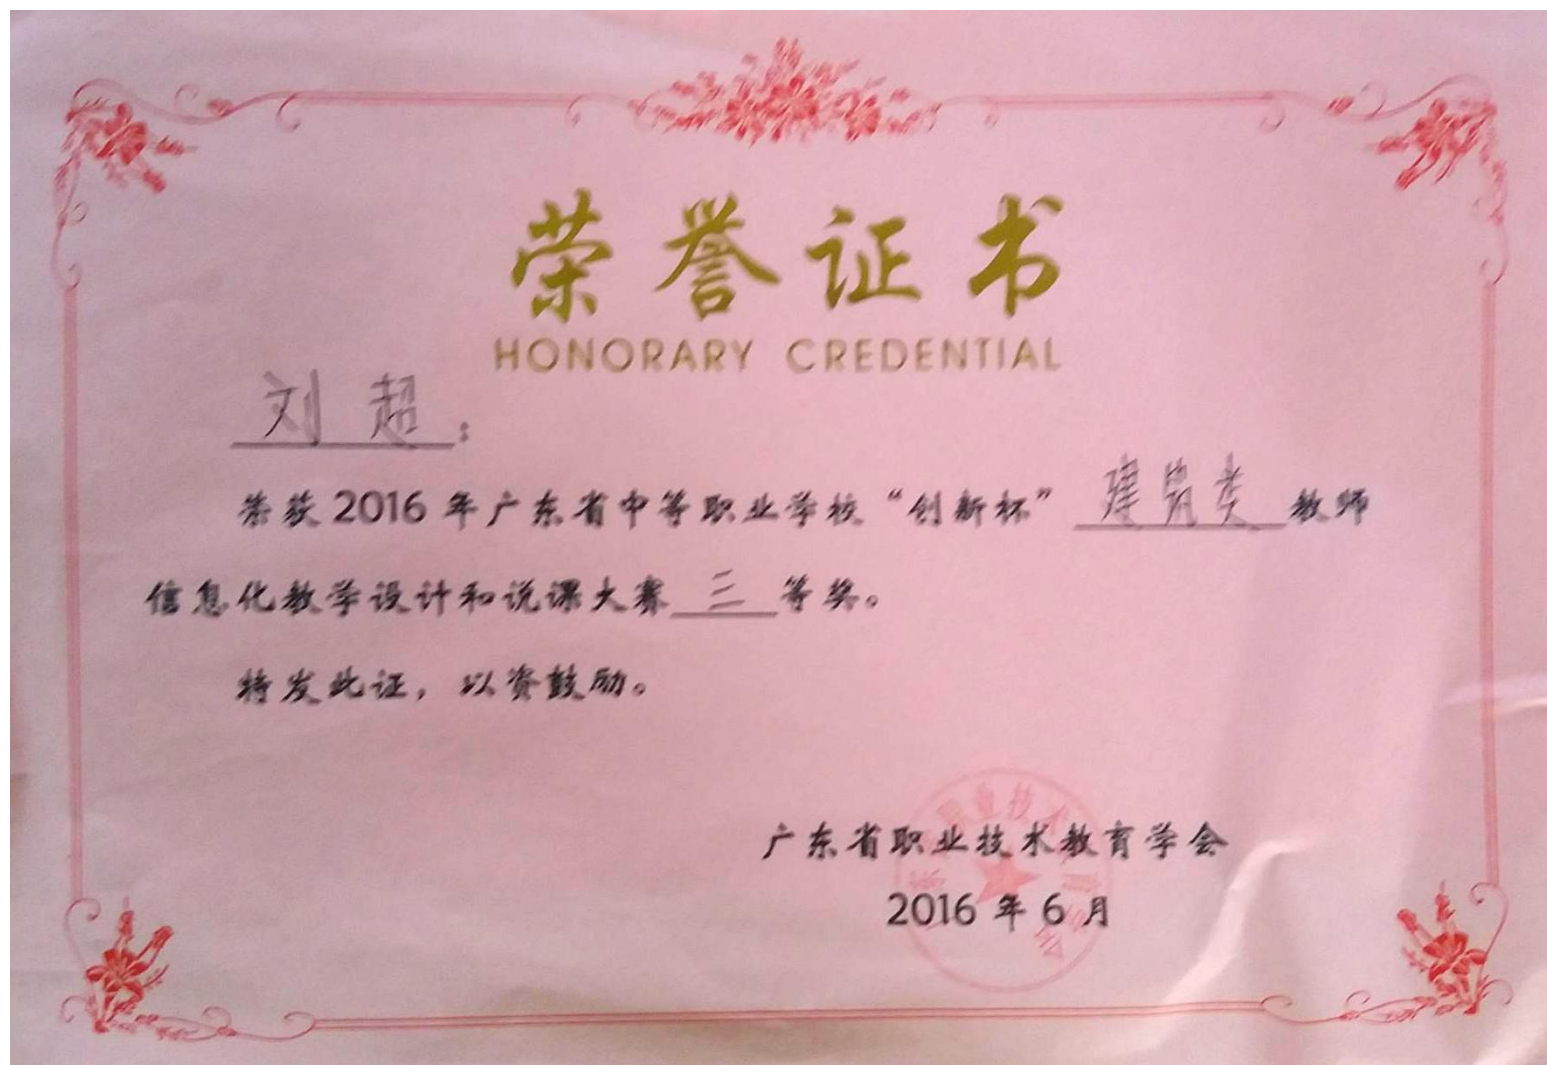 荣誉证书
HONORARY CREDENTIAL
刘超：
荣获2016年广东省中等职业学校“创新杯”建筑类教师
信息化教学设计和说课大赛三等奖。
特发此证，以资鼓励。
广东省职业技术教育学会
2016年6月